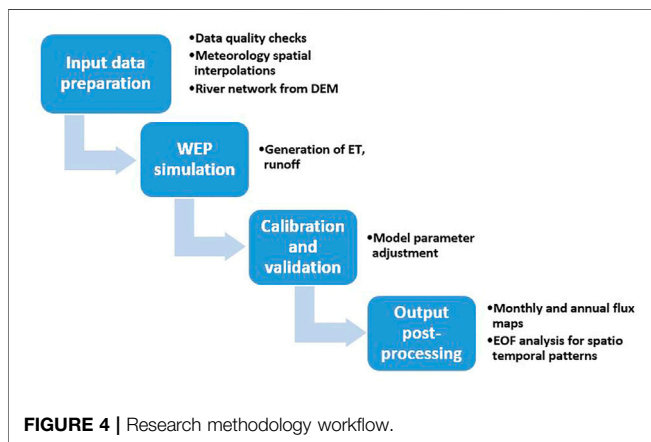 Input data
preparation
•Data quality checks
•Meteorology spatial
interpolations
•River network from DEM
WEP
simulation
•Generation of ET,
runoff
Calibration
and
validation
•Model parameter
adjustment
Output
post-
processing
•Monthly and annual flux
maps
•EOF analysis for spatio
temporal patterns
FIGURE 4 | Research methodology workflow.